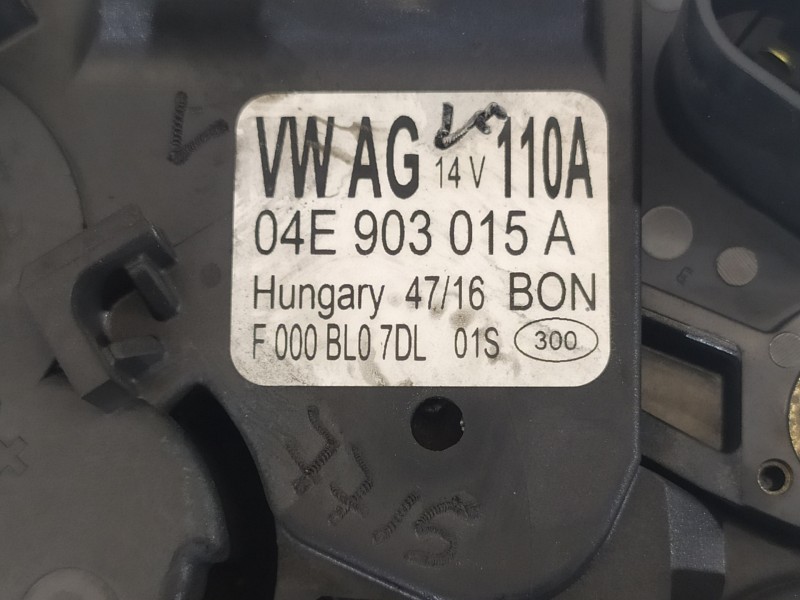 VW AG 14 V 110A
04E 903 015 A
Hungary 47/16 BON
F 000 BL0 7DL 01S 300